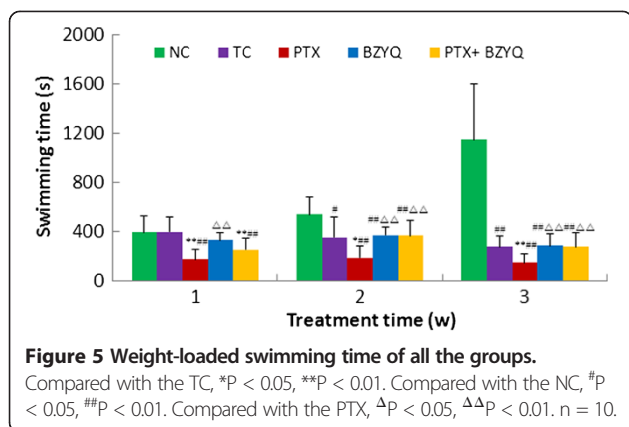 2000
1600
1200
800
400
0
Swimming time (s)
NC TC PTX BZYQ PTX+ BZYQ
**## △△ **##
# *## ##△△ ##△△
## **## ##△△ ##△△
1 2 3
Treatment time (w)
Figure 5 Weight-loaded swimming time of all the groups.
Compared with the TC, *P < 0.05, **P < 0.01. Compared with the NC, #P
< 0.05, ##P < 0.01. Compared with the PTX, ΔP < 0.05, ΔΔP < 0.01. n = 10.